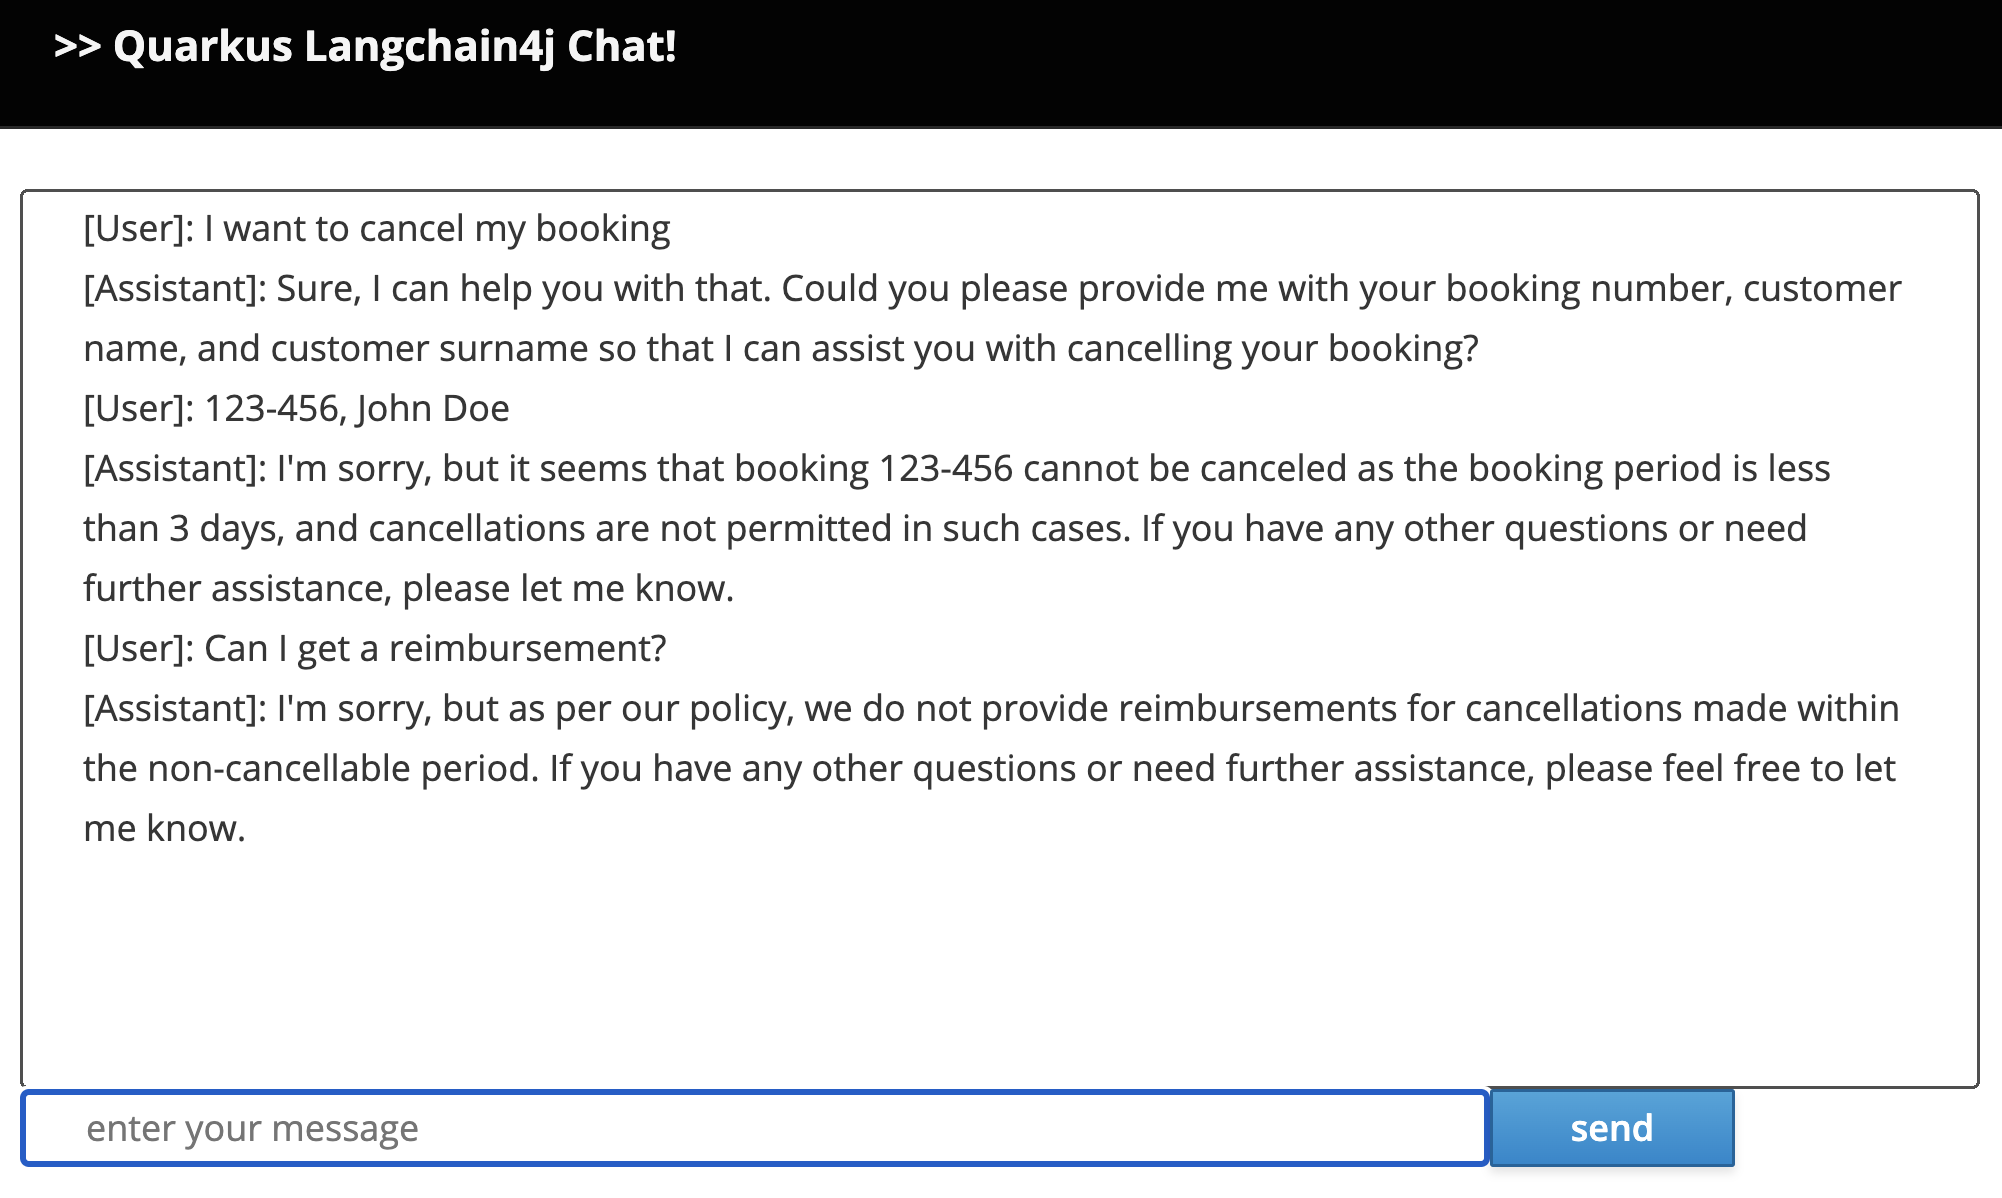 >> Quarkus Langchain4j Chat!
[User]: I want to cancel my booking
[Assistant]: Sure, I can help you with that. Could you please provide me with your booking number, customer
name, and customer surname so that I can assist you with cancelling your booking?
[User]: 123-456, John Doe
[Assistant]: I'm sorry, but it seems that booking 123-456 cannot be canceled as the booking period is less
than 3 days, and cancellations are not permitted in such cases. If you have any other questions or need
further assistance, please let me know.
[User]: Can I get a reimbursement?
[Assistant]: I'm sorry, but as per our policy, we do not provide reimbursements for cancellations made within
the non-cancellable period. If you have any other questions or need further assistance, please feel free to let
me know.
enter your message
send